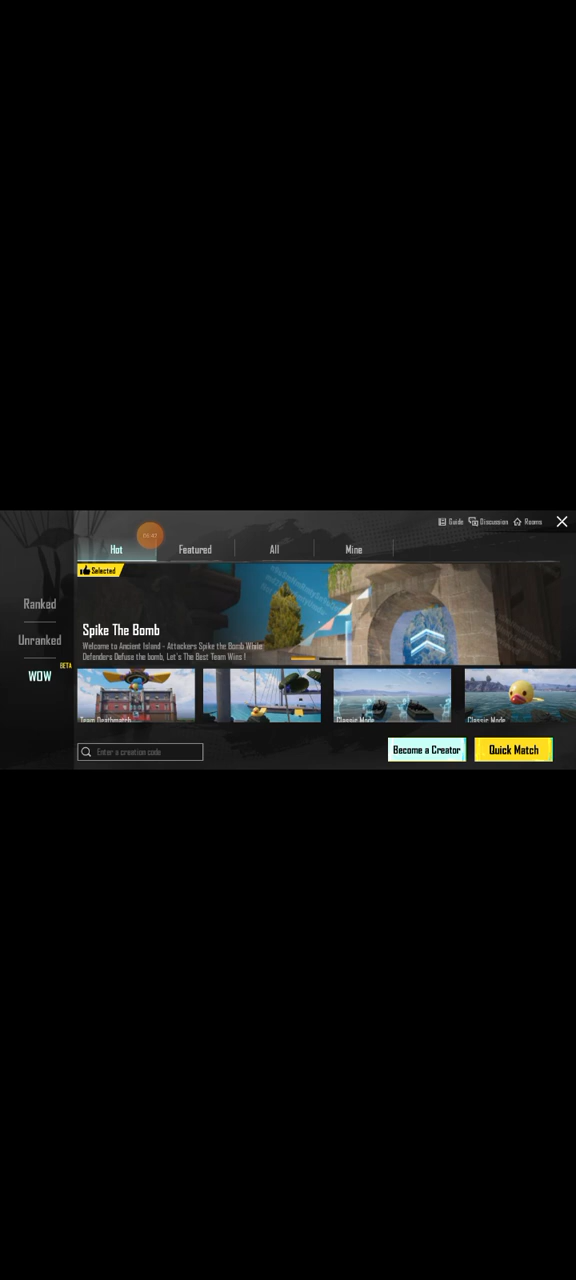 Guide Discussion Rooms
01:47
Hot Featured All Mine
Selected
Ranked
Unranked
BETA
WOW
Spike The Bomb
Welcome to Ancient Island - Attackers Spike the Bomb While
Defenders Defuse the bomb, Let's The Best Team Wins !
Team Deathmatch
Classic Mode
Classic Mode
Enter a creation code
Become a Creator
Quick Match